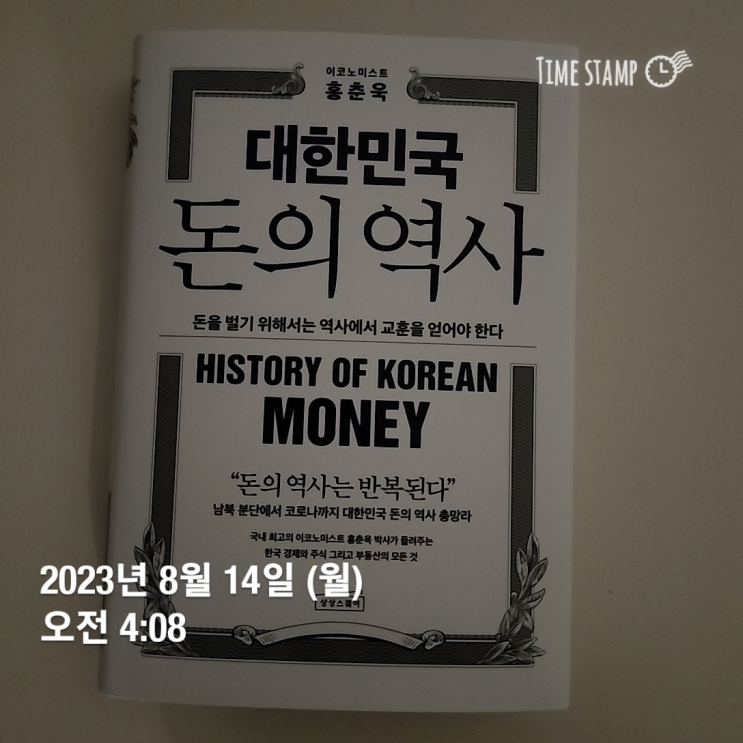 TIME STAMP
이코노미스트
홍춘욱
대한민국
돈의 역사
돈을 벌기 위해서는 역사에서 교훈을 얻어야 한다
HISTORY OF KOREAN
MONEY
“돈의 역사는 반복된다”
남북 분단에서 코로나까지 대한민국 돈의 역사 총망라
국내 최고의 이코노미스트 홍춘욱 박사가 들려주는
한국 경제와 주식 그리고 부동산의 모든 것
상상스퀘어
2023년 8월 14일 (월)
오전 4:08